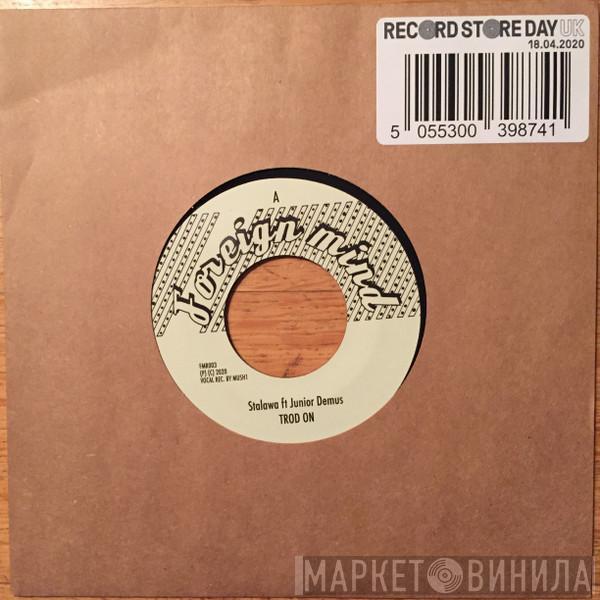 RECORD STORE DAY UK
18.04.2020
5 055300 398741
A
Foreign mind
FMR003
(P) (C) 2020
VOCAL REC. BY MUSH1
Stalawa ft Junior Demus
TROD ON
МАРКЕТ ВИНИЛА